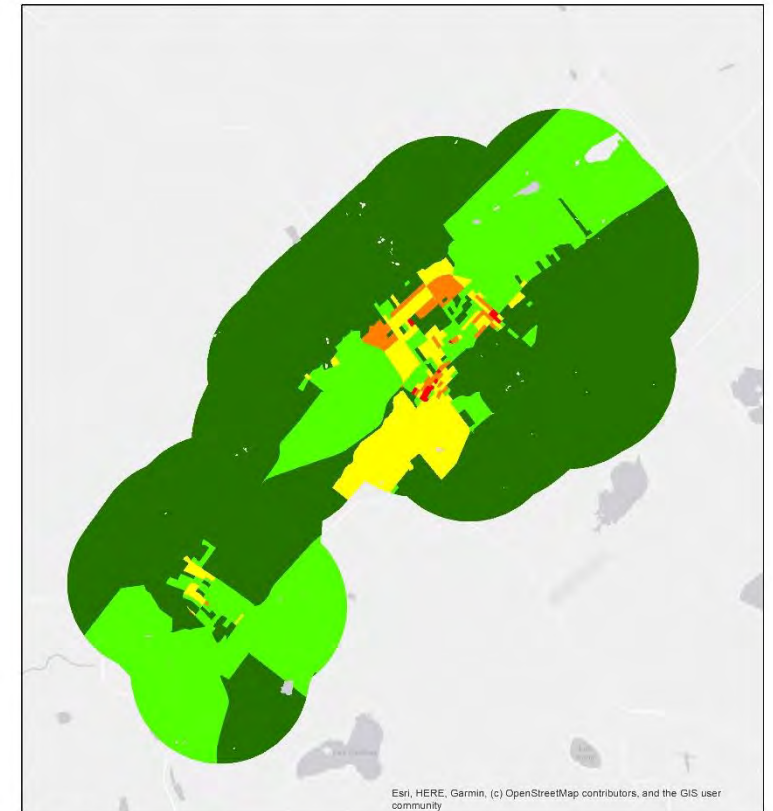 Esri, HERE, Garmin, (c) OpenStreetMap contributors, and the GIS user
community